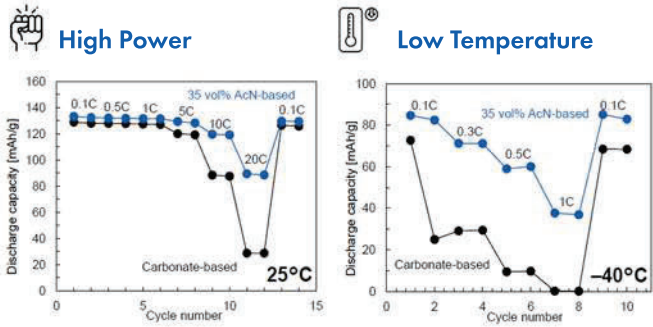 High Power
160
140
120
100
80
60
40
20
0
0
5
10
15
Discharge capacity [mAh/g]
Cycle number
35 vol% AcN-based
0.1C
0.5C
1C
5C
10C
20C
0.1C
Carbonate-based
25°C
Low Temperature
100
80
60
40
20
0
0
2
4
6
8
10
Discharge capacity [mAh/g]
Cycle number
0.1C
35 vol% AcN-based
0.1C
0.3C
0.5C
1C
Carbonate-based
–40°C